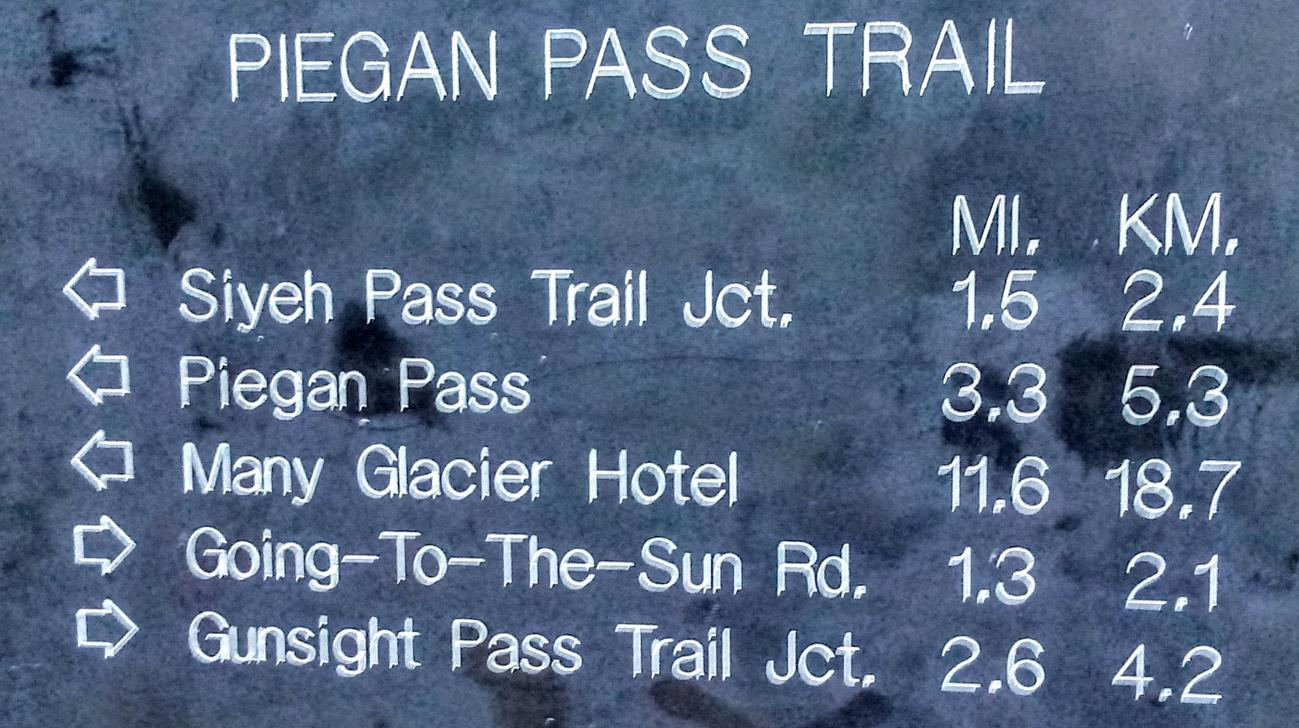 PIEGAN PASS TRAIL
MI. KM.
Siyeh Pass Trail Jct. 1.5 2.4
Piegan Pass 3.3 5.3
Many Glacier Hotel 11.6 18.7
Going-To-The-Sun Rd. 1.3 2.1
Gunsight Pass Trail Jct. 2.6 4.2